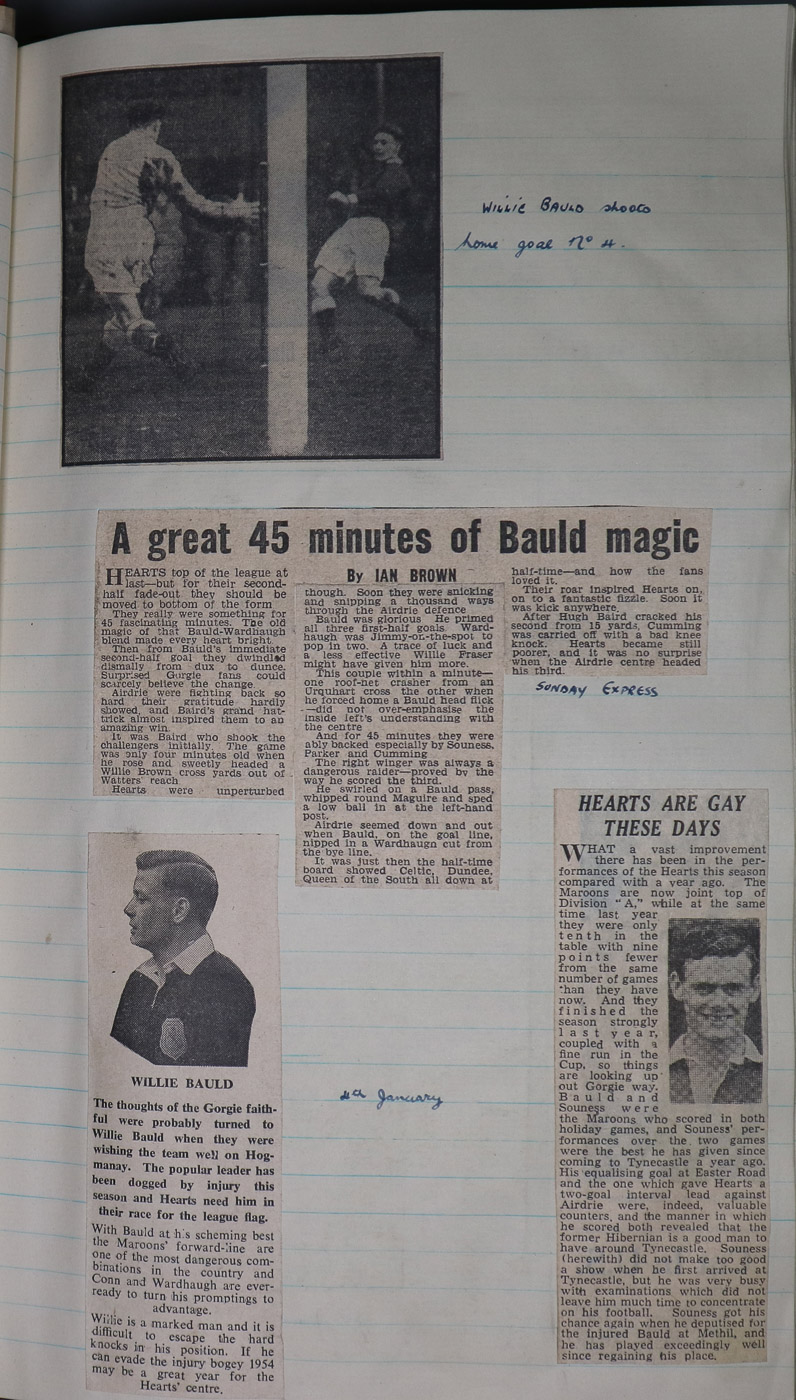 Willie Bauld shoots
home goal No 4.
A great 45 minutes of Bauld magic
HEARTS top of the league at
last—but for their second-
half fade-out they should be
moved to bottom of the form
They really were something for
45 fascinating minutes. The old
magic of that Bauld-Wardhaugh
blend made every heart bright.
Then from Bauld's immediate
second-half goal they dwindled
dismally from dux to dunce.
Surprised Gorgie fans could
scarcely believe the change
Airdrie were fighting back so
hard their gratitude hardly
showed, and Baird's grand hat-
trick almost inspired them to an
amazing win.
It was Baird who shook the
challengers initially. The game
was only four minutes old when
he rose and sweetly headed a
Willie Brown cross yards out of
Watters' reach
Hearts were unperturbed
By IAN BROWN
though. Soon they were snicking
and snipping a thousand ways
through the Airdrie defence
Bauld was glorious He primed
all three first-half goals. Ward-
haugh was Jimmy-on-the-spot to
pop in two. A trace of luck and
a less effective Willie Fraser
might have given him more.
This couple within a minute—
one roof-net crasher from an
Urquhart cross the other when
he forced home a Bauld head flick
—did not over-emphasise the
inside left's understanding with
the centre
And for 45 minutes they were
ably backed especially by Souness,
Parker and Cumming
The right winger was always a
dangerous raider—proved by the
way he scored the third.
He swirled on a Bauld pass,
whipped round Maguire and sped
a low ball in at the left-hand
post.
Airdrie seemed down and out
when Bauld, on the goal line,
nipped in a Wardhaugh cut from
the bye line.
It was just then the half-time
board showed Celtic, Dundee,
Queen of the South all down at
half-time—and how the fans
loved it.
Their roar inspired Hearts on,
on to a fantastic fizzle. Soon it
was kick anywhere.
After Hugh Baird cracked his
second from 15 yards, Cumming
was carried off with a bad knee
knock. Hearts became still
poorer, and it was no surprise
when the Airdrie centre headed
his third.
SUNDAY EXPRESS
WILLIE BAULD
The thoughts of the Gorgie faith-
ful were probably turned to
Willie Bauld when they were
wishing the team well on Hog-
manay. The popular leader has
been dogged by injury this
season and Hearts need him in
their race for the league flag.
With Bauld at his scheming best
the Maroons' forward-line are
one of the most dangerous com-
binations in the country and
Conn and Wardhaugh are ever-
ready to turn his promptings to
advantage.
Willie is a marked man and it is
difficult to escape the hard
knocks in his position. If he
can evade the injury bogey 1954
may be a great year for the
Hearts' centre.
4th January
HEARTS ARE GAY
THESE DAYS
WHAT a vast improvement
there has been in the per-
formances of the Hearts this season
compared with a year ago. The
Maroons are now joint top of
Division "A," while at the same
time last year
they were only
tenth in the
table with nine
points fewer
from the same
number of games
than they have
now. And they
finished the
season strongly
last year,
coupled with a
fine run in the
Cup, so things
are looking up
out Gorgie way.
Bauld and
Souness were
the Maroons who scored in both
holiday games, and Souness' per-
formances over the two games
were the best he has given since
coming to Tynecastle a year ago.
His equalising goal at Easter Road
and the one which gave Hearts a
two-goal interval lead against
Airdrie were, indeed, valuable
counters, and the manner in which
he scored both revealed that the
former Hibernian is a good man to
have around Tynecastle. Souness
(herewith) did not make too good
a show when he first arrived at
Tynecastle, but he was very busy
with examinations which did not
leave him much time to concentrate
on his football. Souness got his
chance again when he deputised for
the injured Bauld at Methil, and
he has played exceedingly well
since regaining his place.